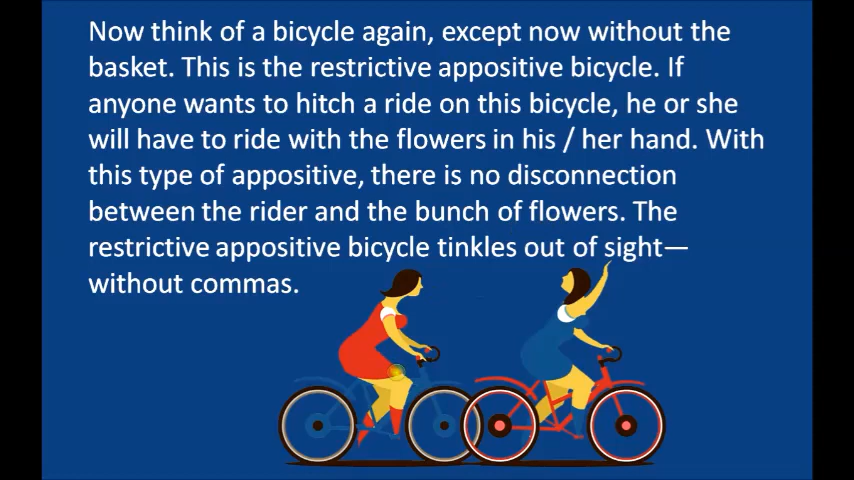 Now think of a bicycle again, except now without the
basket. This is the restrictive appositive bicycle. If
anyone wants to hitch a ride on this bicycle, he or she
will have to ride with the flowers in his / her hand. With
this type of appositive, there is no disconnection
between the rider and the bunch of flowers. The
restrictive appositive bicycle tinkles out of sight—
without commas.